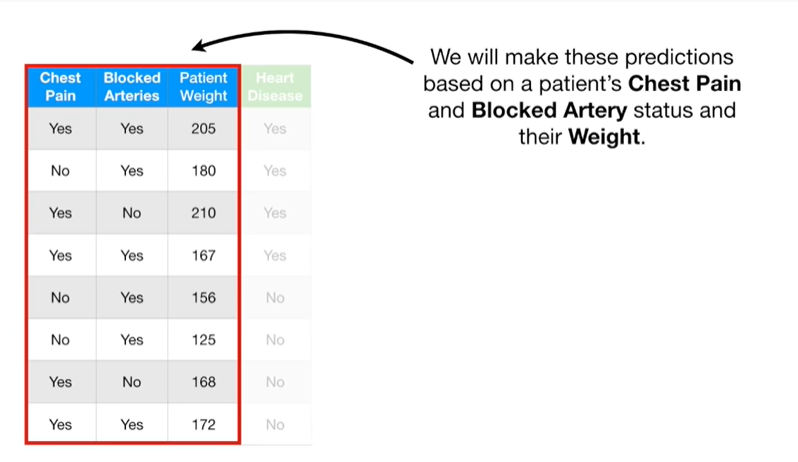 We will make these predictions
based on a patient's Chest Pain
and Blocked Artery status and
their Weight.
Chest Pain Blocked Arteries Patient Weight Heart Disease
Yes Yes 205 Yes
No Yes 180 Yes
Yes No 210 Yes
Yes Yes 167 Yes
No Yes 156 No
No Yes 125 No
Yes No 168 No
Yes Yes 172 No